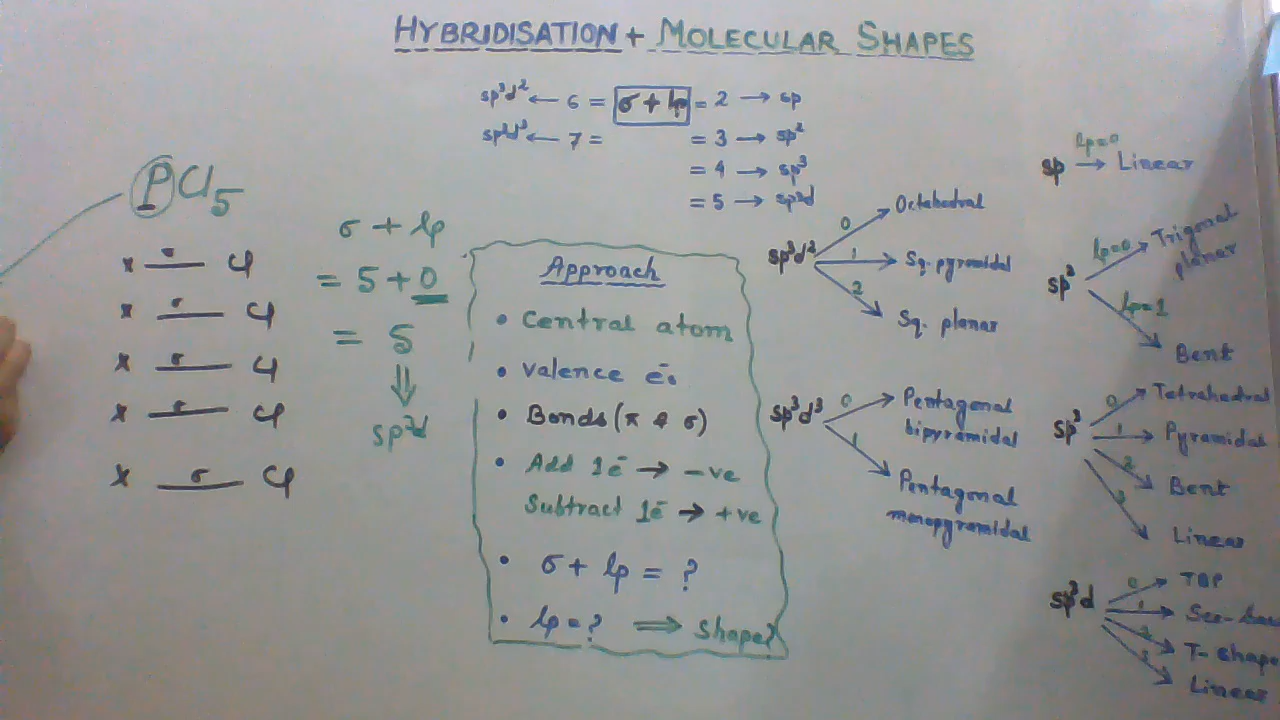 HYBRIDISATION + MOLECULAR SHAPES
sp³d² ← 6 = σ + lp = 2 → sp
sp³d³ ← 7 = = 3 → sp²
= 4 → sp³
= 5 → sp³d
PCl5
x σ Cl
x σ Cl
x σ Cl
x σ Cl
x σ Cl
σ + lp
= 5 + 0
= 5
⇓
sp³d
Approach
• Central atom
• Valence e⁻s
• Bonds (π & σ)
• Add 1e⁻ → -ve
Subtract 1e⁻ → +ve
• σ + lp = ?
• lp = ? ⇒ Shape?
sp³d²
0 Octahedral
1 Sq. pyramidal
2 Sq. planar
sp³d³
0 Pentagonal
bipyramidal
1 Pentagonal
monopyramidal
lp=0
sp → Linear
sp²
lp=0 Trigonal
planar
lp=1
Bent
sp³
0 Tetrahedral
1 Pyramidal
2 Bent
3 Linear
sp³d
0 TBP
1 See-saw
2 T-shape
3 Linear